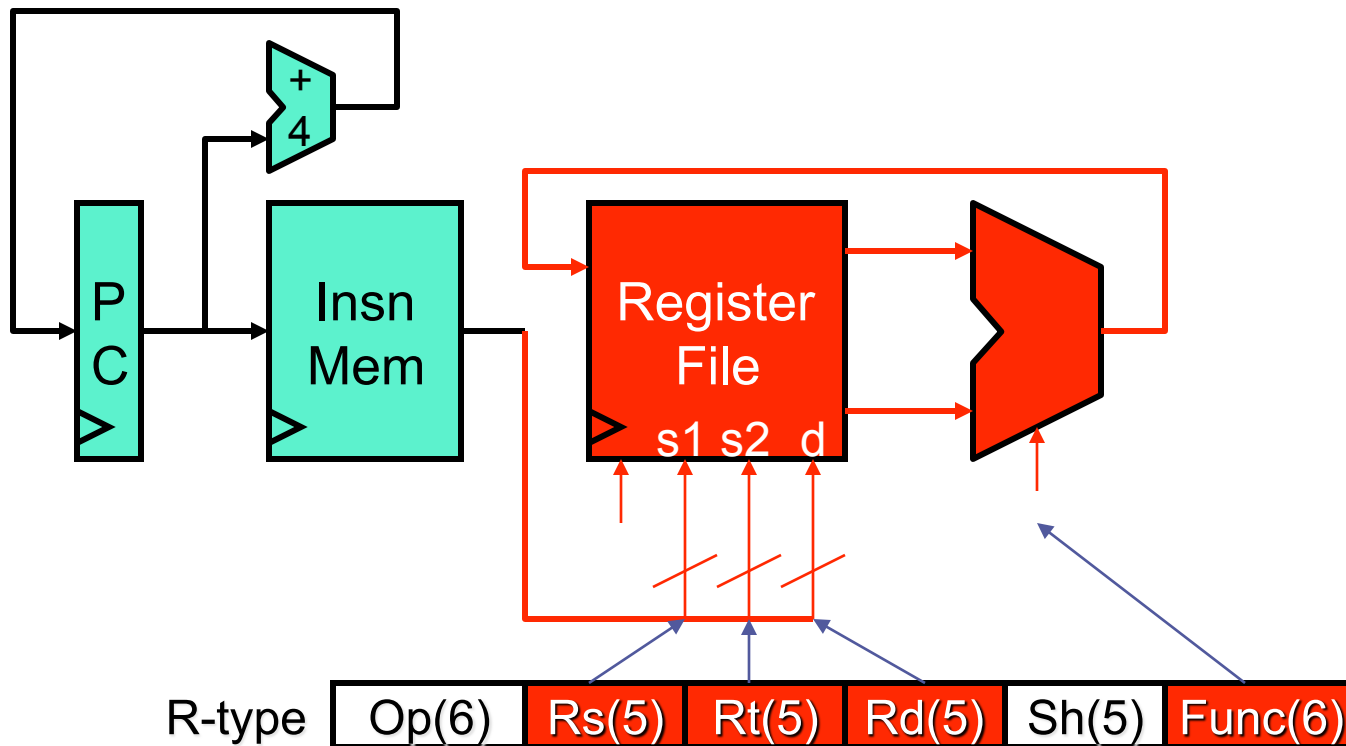 +
4
P
C
Insn
Mem
Register
File
s1 s2 d
R-type Op(6) Rs(5) Rt(5) Rd(5) Sh(5) Func(6)